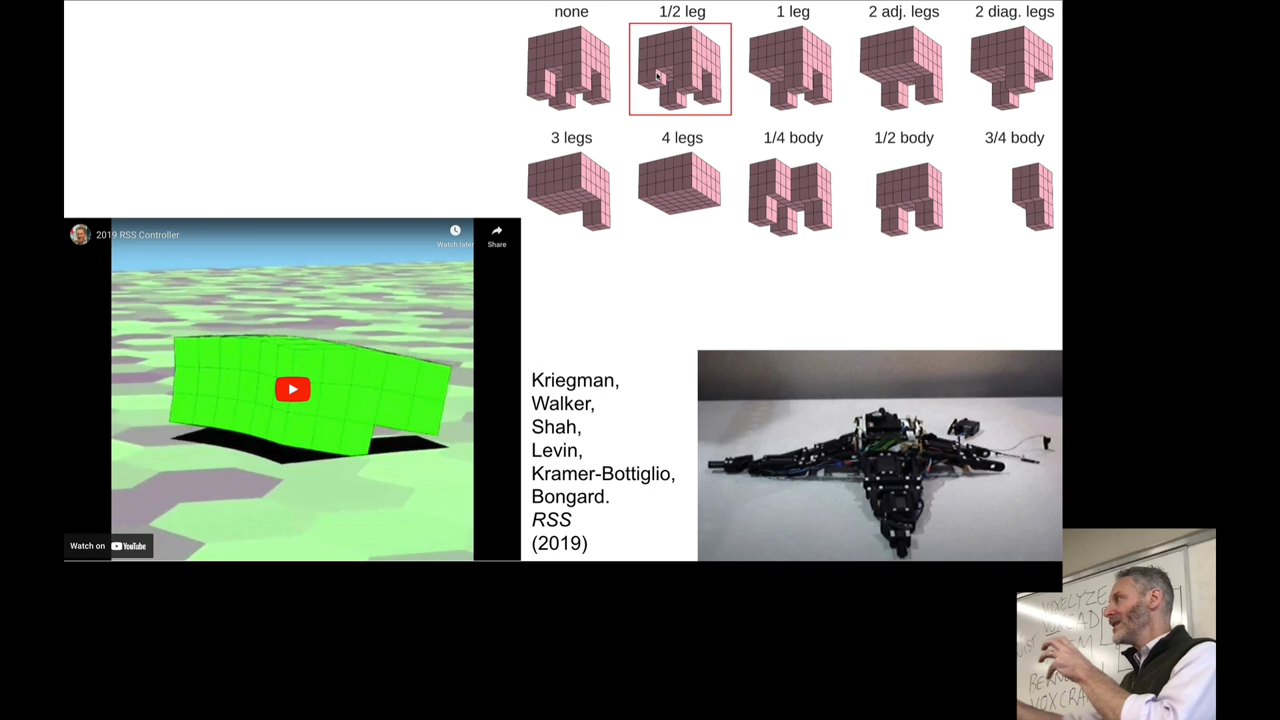 none
1/2 leg
1 leg
2 adj. legs
2 diag. legs
3 legs
4 legs
1/4 body
1/2 body
3/4 body
2019 RSS Controller
Watch later
Share
Watch on YouTube
Kriegman,
Walker,
Shah,
Levin,
Kramer-Bottiglio,
Bongard.
RSS
(2019)
VOXELYZE
VOXCAD